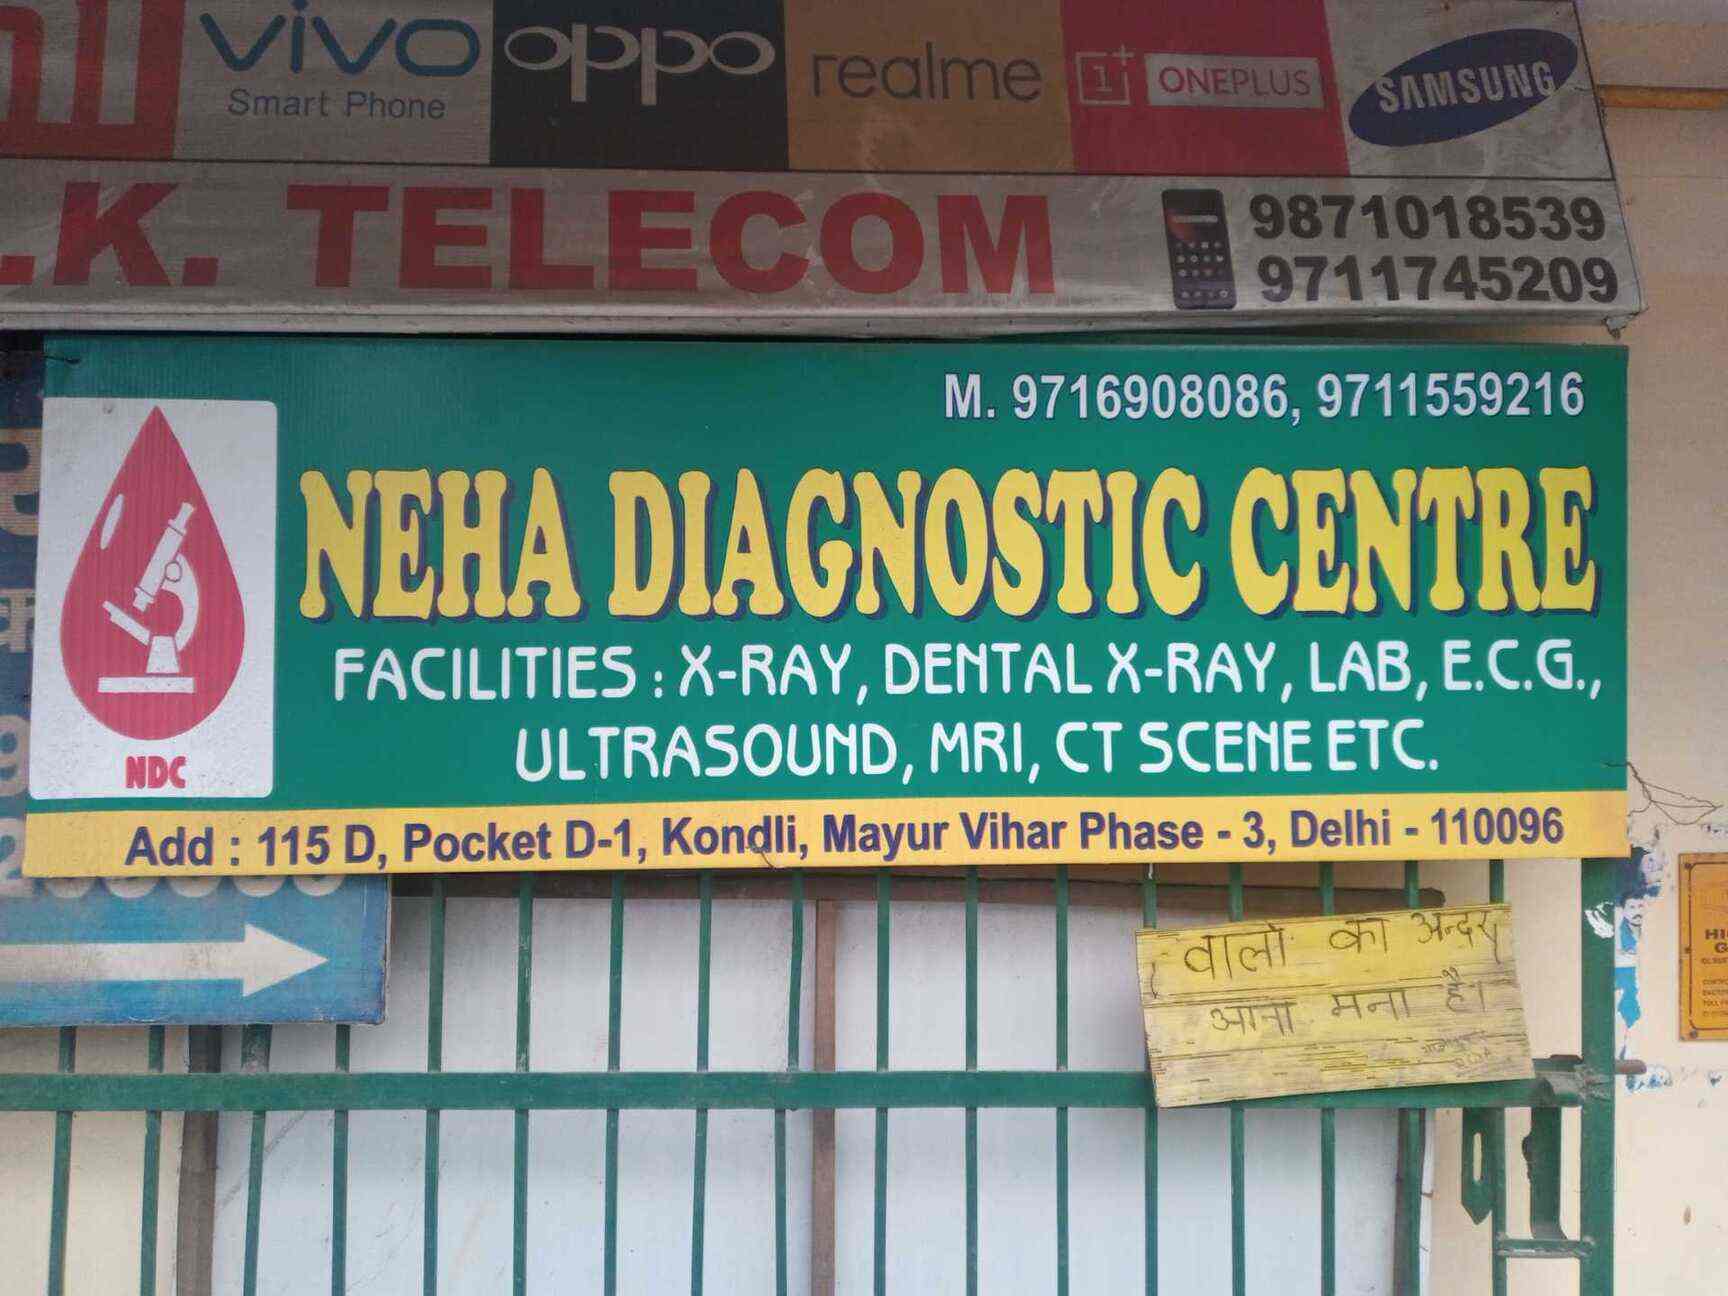 vivo
Smart Phone
oppo
realme
1+ ONEPLUS
SAMSUNG
.K. TELECOM
9871018539
9711745209
M. 9716908086, 9711559216
NEHA DIAGNOSTIC CENTRE
FACILITIES : X-RAY, DENTAL X-RAY, LAB, E.C.G.,
ULTRASOUND, MRI, CT SCENE ETC.
NDC
Add : 115 D, Pocket D-1, Kondli, Mayur Vihar Phase - 3, Delhi - 110096
वालो का अन्दर
आना मना है।